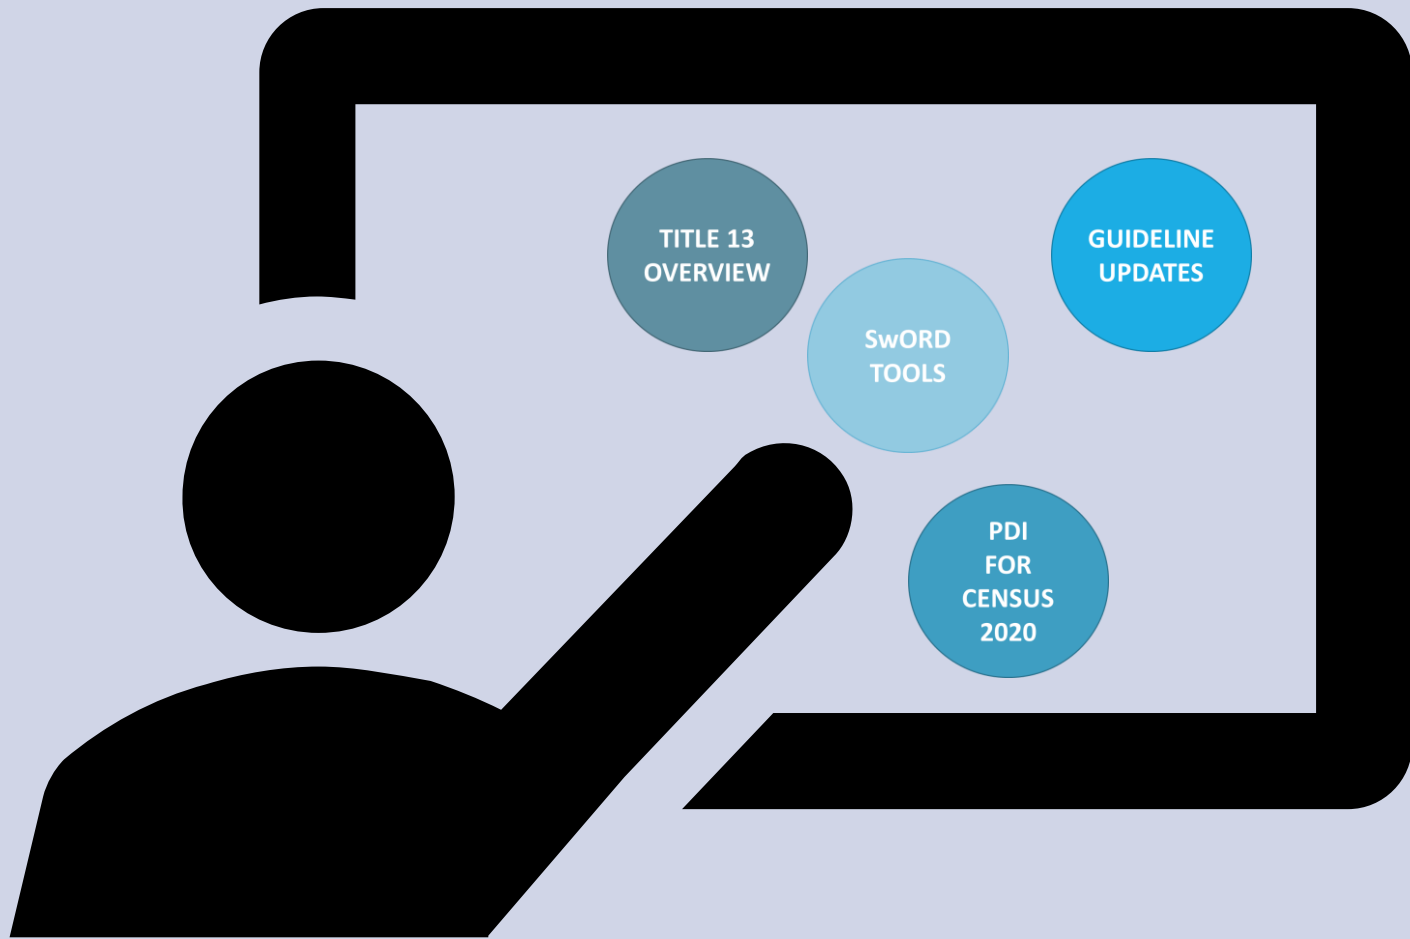 TITLE 13
OVERVIEW
GUIDELINE
UPDATES
SwORD
TOOLS
PDI
FOR
CENSUS
2020